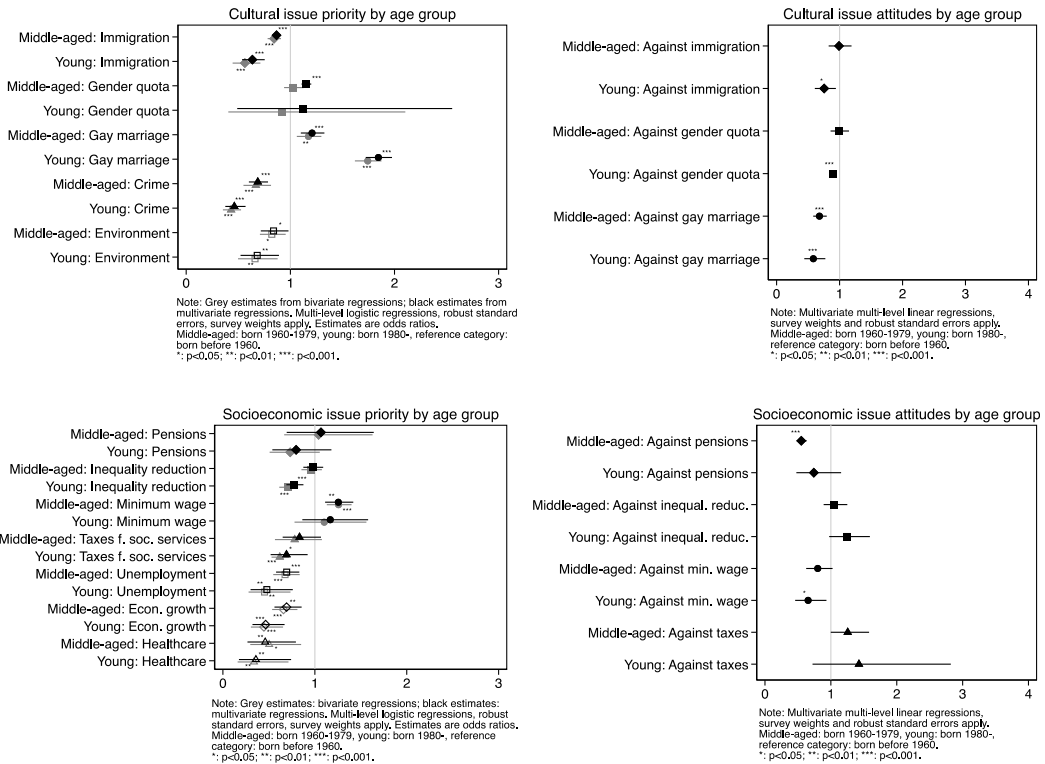 Cultural issue priority by age group
Middle-aged: Immigration
***
***
Young: Immigration
***
***
Middle-aged: Gender quota
***
Young: Gender quota
Middle-aged: Gay marriage
***
**
Young: Gay marriage
***
***
Middle-aged: Crime
***
***
Young: Crime
***
***
Middle-aged: Environment
*
*
Young: Environment
**
**
0 1 2 3
Note: Grey estimates from bivariate regressions; black estimates from
multivariate regressions. Multi-level logistic regressions, robust standard
errors, survey weights apply. Estimates are odds ratios.
Middle-aged: born 1960-1979, young: born 1980-, reference category:
born before 1960.
*: p<0.05; **: p<0.01; ***: p<0.001.
Cultural issue attitudes by age group
Middle-aged: Against immigration
*
Young: Against immigration
Middle-aged: Against gender quota
***
Young: Against gender quota
***
Middle-aged: Against gay marriage
***
Young: Against gay marriage
0 1 2 3 4
Note: Multivariate multi-level linear regressions,
survey weights and robust standard errors apply.
Middle-aged: born 1960-1979, young: born 1980-,
reference category: born before 1960.
*: p<0.05; **: p<0.01; ***: p<0.001.
Socioeconomic issue priority by age group
Middle-aged: Pensions
Young: Pensions
Middle-aged: Inequality reduction
***
Young: Inequality reduction
***
**
Middle-aged: Minimum wage
***
Young: Minimum wage
Middle-aged: Taxes f. soc. services
*
Young: Taxes f. soc. services
***
***
Middle-aged: Unemployment
***
**
Young: Unemployment
**
**
Middle-aged: Econ. growth
***
***
Young: Econ. growth
***
**
Middle-aged: Healthcare
*
**
Young: Healthcare
**
0 1 2 3
Note: Grey estimates: bivariate regressions; black estimates:
multivariate regressions. Multi-level logistic regressions, robust
standard errors, survey weights apply. Estimates are odds ratios.
Middle-aged: born 1960-1979, young: born 1980-, reference
category: born before 1960.
*: p<0.05; **: p<0.01; ***: p<0.001.
Socioeconomic issue attitudes by age group
***
Middle-aged: Against pensions
Young: Against pensions
Middle-aged: Against inequal. reduc.
Young: Against inequal. reduc.
Middle-aged: Against min. wage
*
Young: Against min. wage
Middle-aged: Against taxes
Young: Against taxes
0 1 2 3 4
Note: Multivariate multi-level linear regressions,
survey weights and robust standard errors apply.
Middle-aged: born 1960-1979, young: born 1980-,
reference category: born before 1960.
*: p<0.05; **: p<0.01; ***: p<0.001.